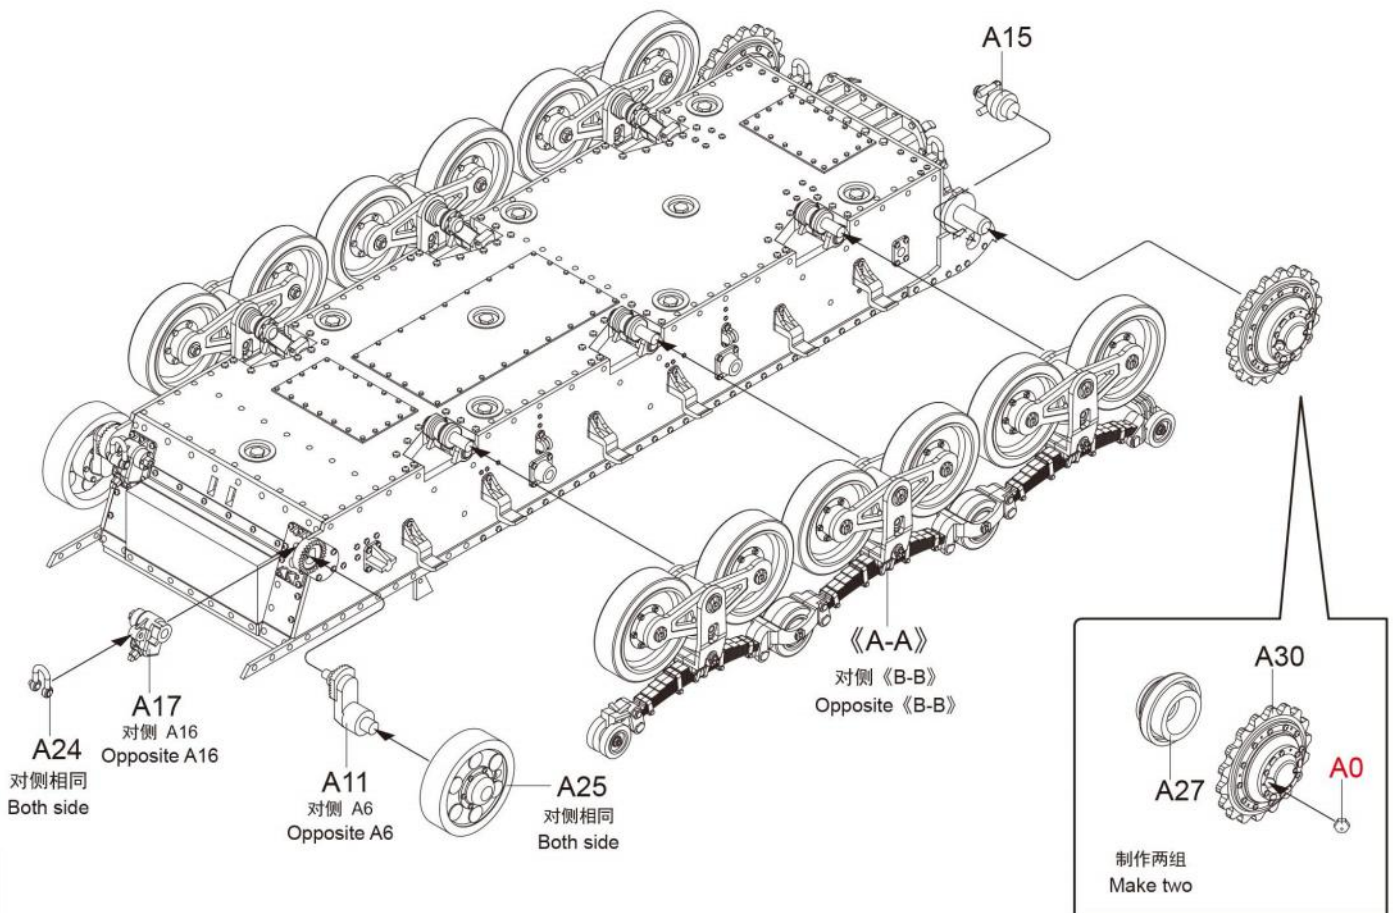 A15
《A-A》
对侧《B-B》
Opposite《B-B》
A17
对侧 A16
Opposite A16
A24
对侧相同
Both side
A11
对侧 A6
Opposite A6
A25
对侧相同
Both side
A30
A27
A0
制作两组
Make two